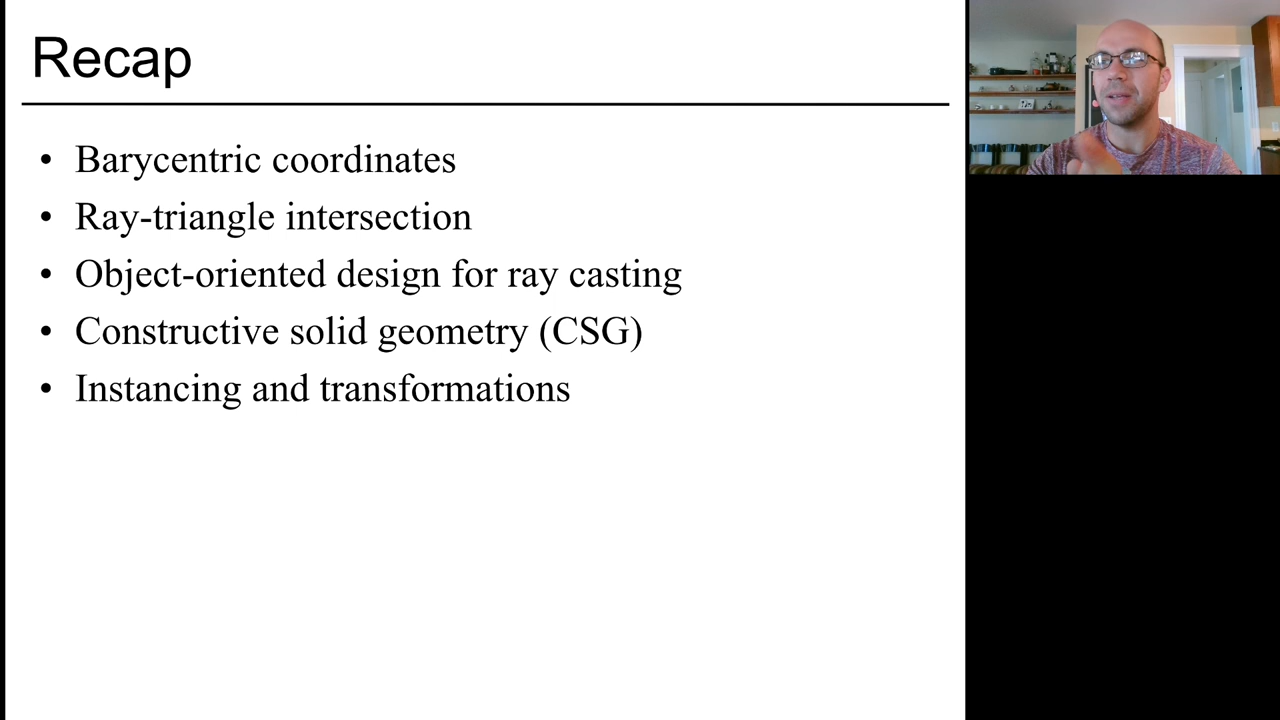 Recap
• Barycentric coordinates
• Ray-triangle intersection
• Object-oriented design for ray casting
• Constructive solid geometry (CSG)
• Instancing and transformations